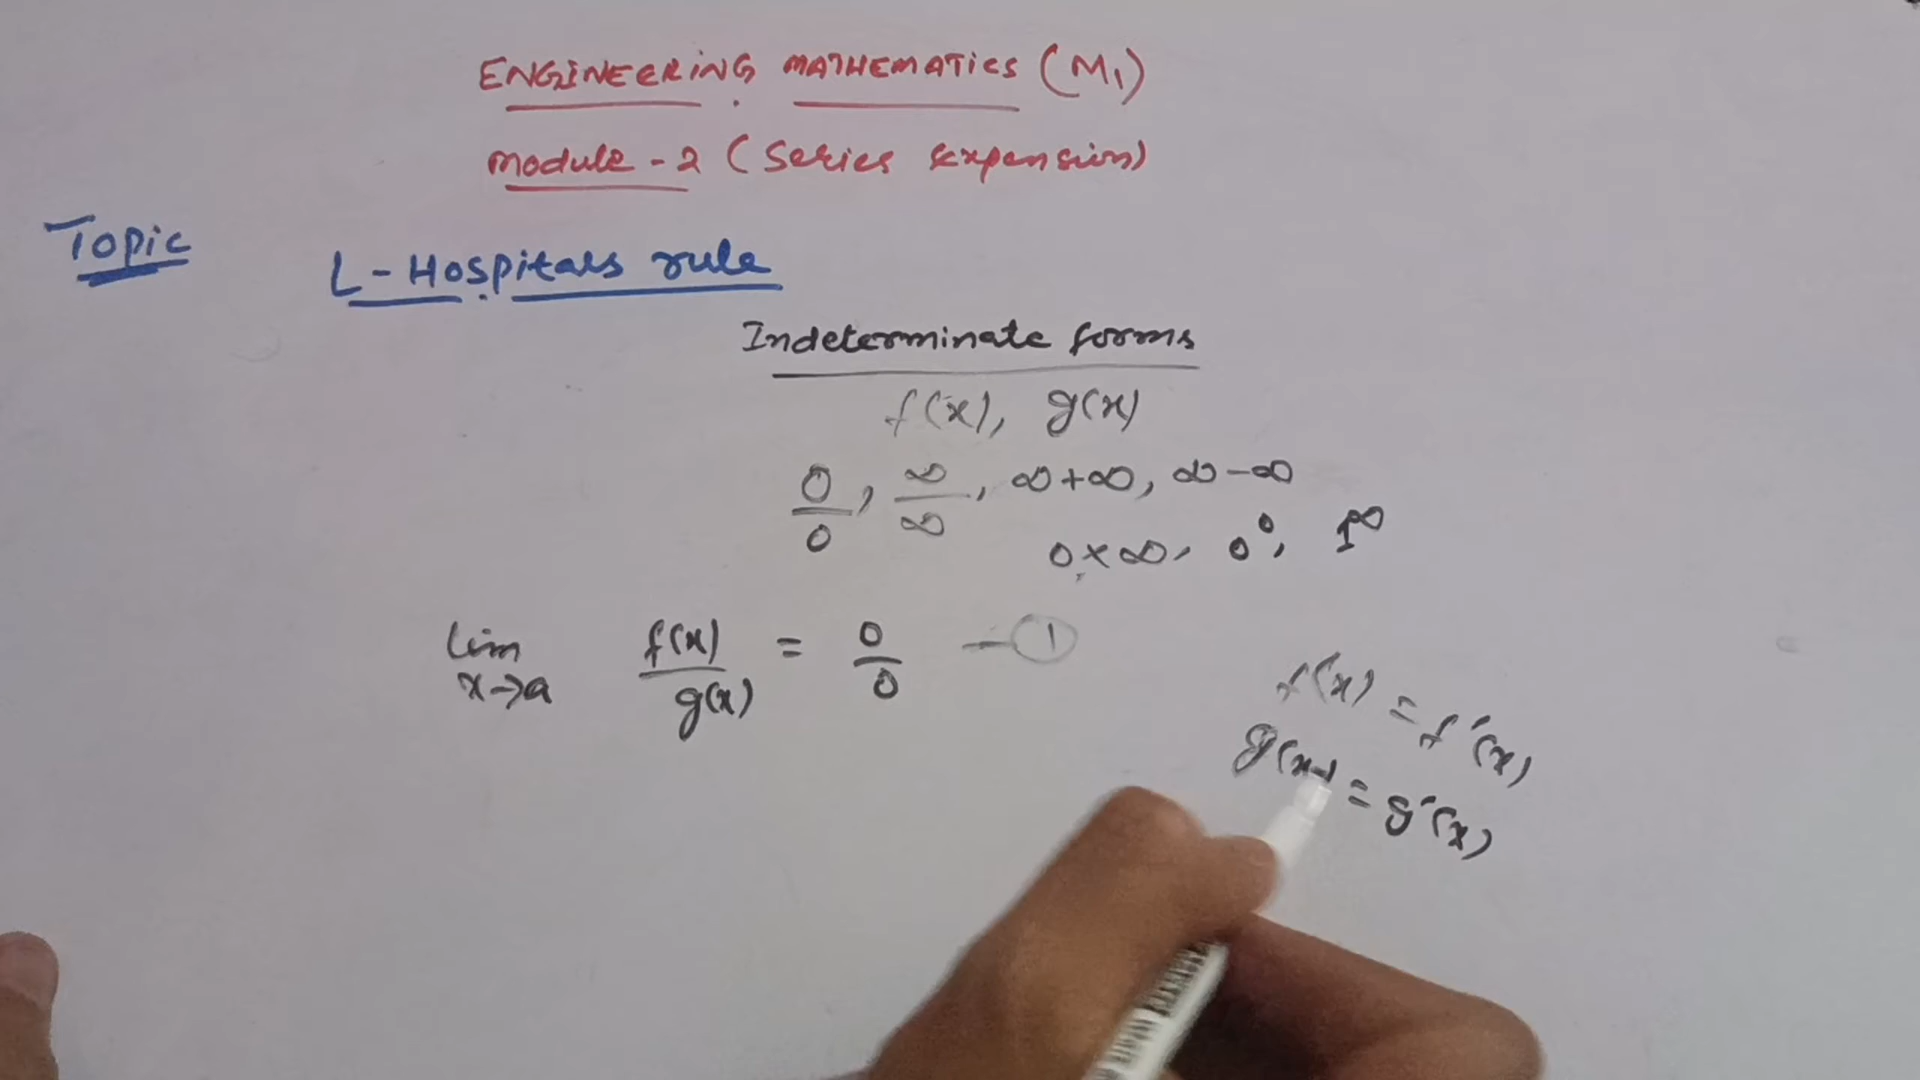 ENGINEERING MATHEMATICS (M1)
Module - 2 (Series Expension)
Topic
L-Hospitals rule
Indeterminate forms
f(x), g(x)
0/0, ∞/∞, ∞+∞, ∞-∞
0×∞, 0⁰, 1^∞
lim x→a f(x)/g(x) = 0/0 — ①
f(x) = f'(x)
g(x) = g'(x)